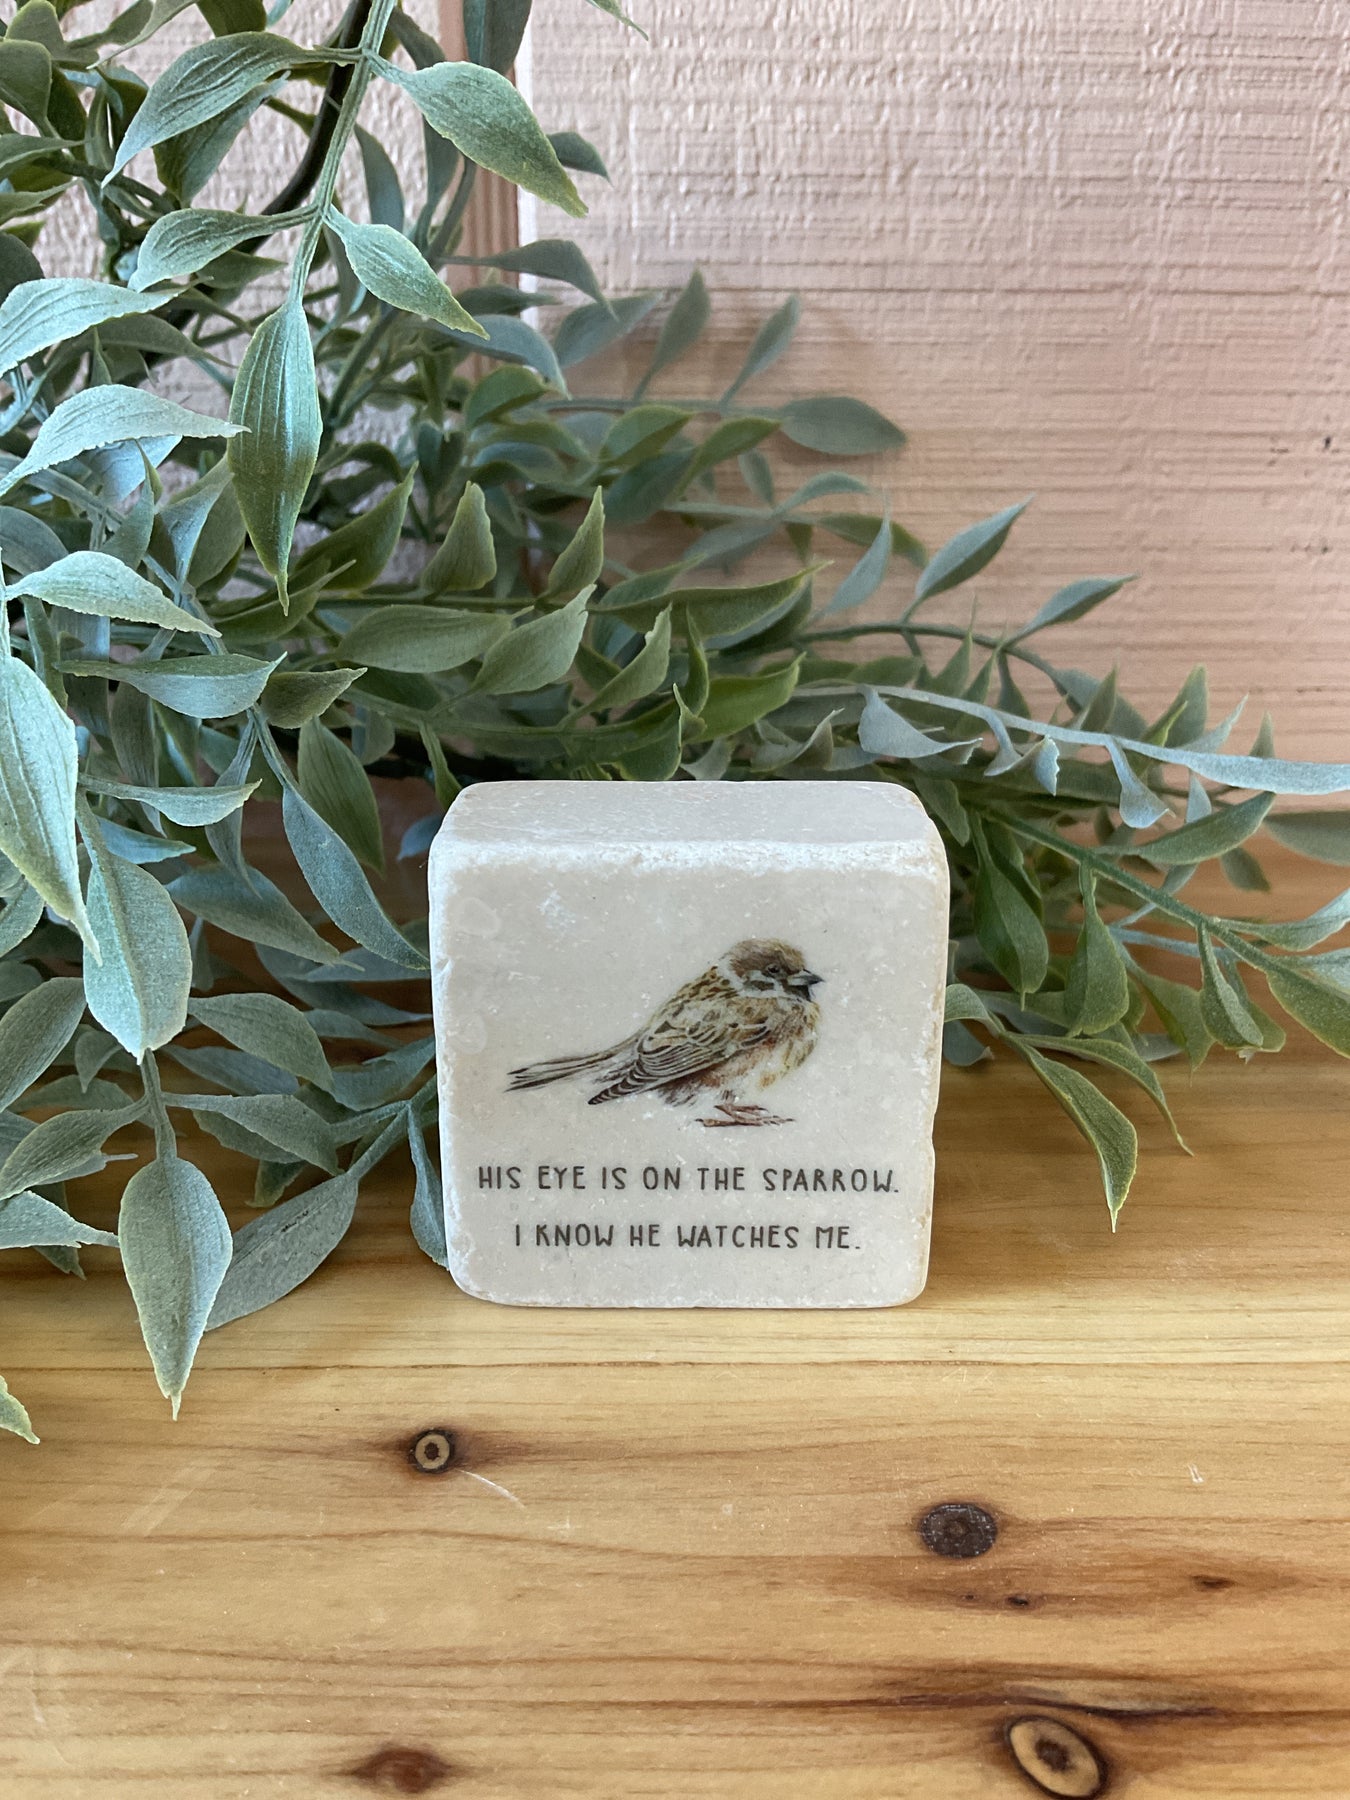 HIS EYE IS ON THE SPARROW.
I KNOW HE WATCHES ME.